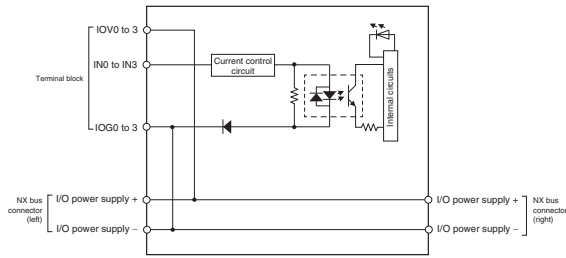 IOV0 to 3
IN0 to IN3
Terminal block
IOG0 to 3
Current control
circuit
Internal circuits
NX bus
connector
(left)
I/O power supply +
I/O power supply −
I/O power supply +
I/O power supply −
NX bus
connector
(right)